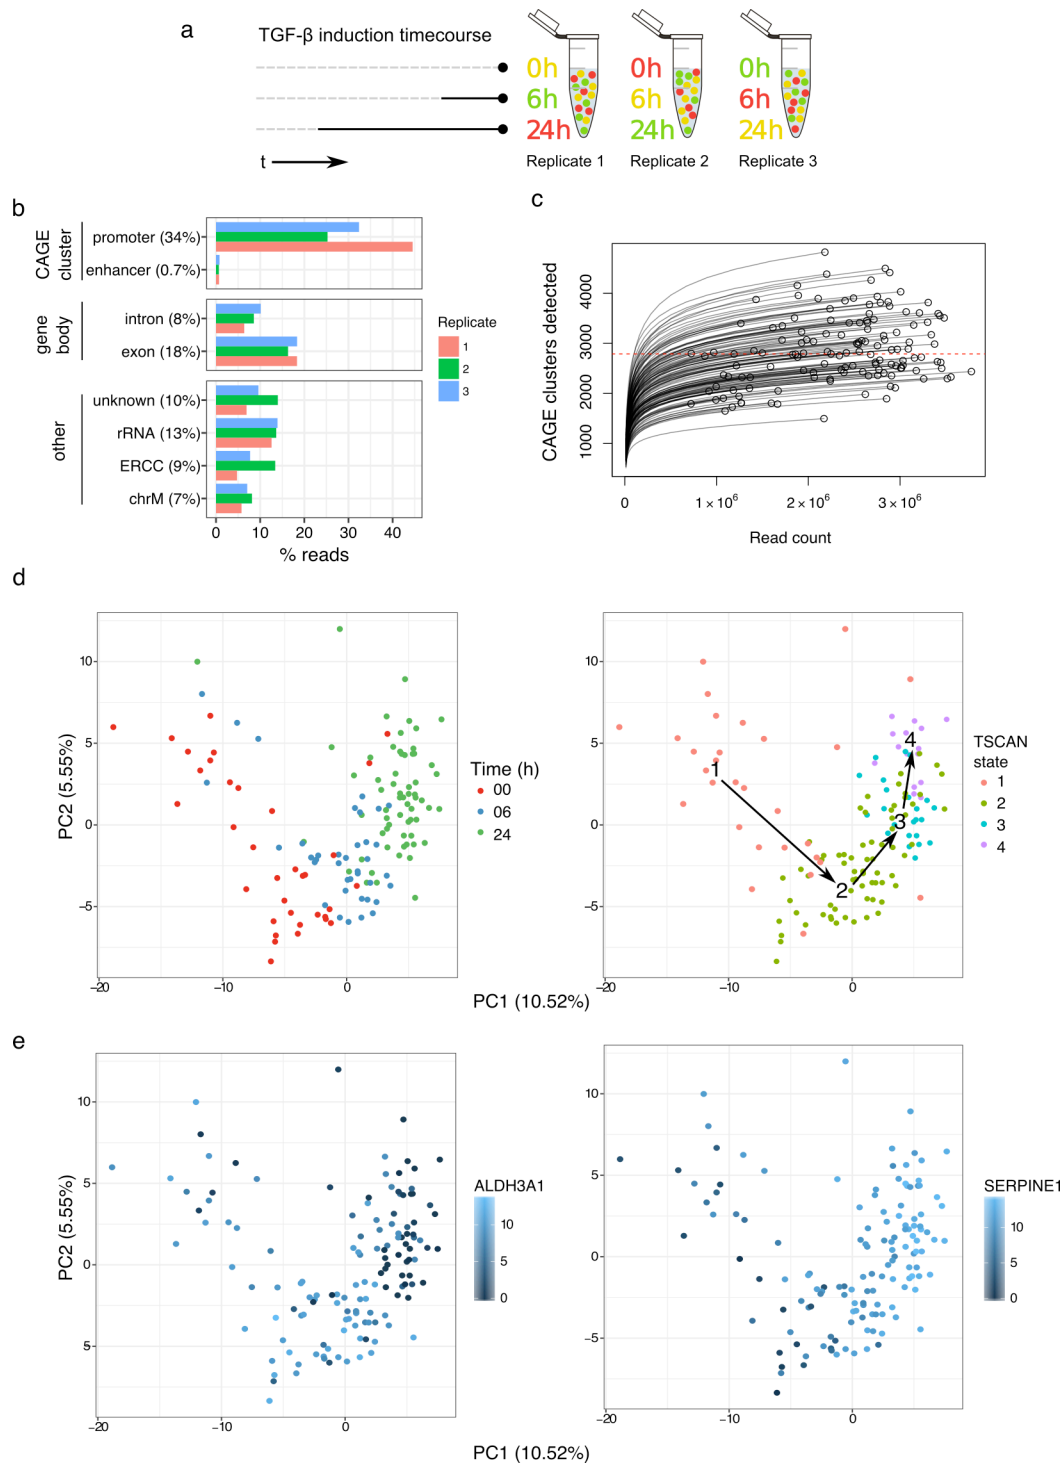 a
TGF-β induction timecourse
0h
6h
24h
Replicate 1
0h
6h
24h
Replicate 2
0h
6h
24h
Replicate 3
t
b
CAGE
cluster
promoter (34%)
enhancer (0.7%)
gene
body
intron (8%)
exon (18%)
other
unknown (10%)
rRNA (13%)
ERCC (9%)
chrM (7%)
0 10 20 30 40
% reads
Replicate
1
2
3
c
CAGE clusters detected
4000
3000
2000
1000
0 1 × 10⁶ 2 × 10⁶ 3 × 10⁶
Read count
d
PC2 (5.55%)
10
5
0
−5
−20 −10 0
Time (h)
00
06
24
10
5
0
−5
−20 −10 0
1
2
3
4
TSCAN
state
1
2
3
4
PC1 (10.52%)
e
PC2 (5.55%)
10
5
0
5
−20 −10 0
ALDH3A1
10
5
0
10
5
0
−5
−20 −10 0
SERPINE1
10
5
0
PC1 (10.52%)